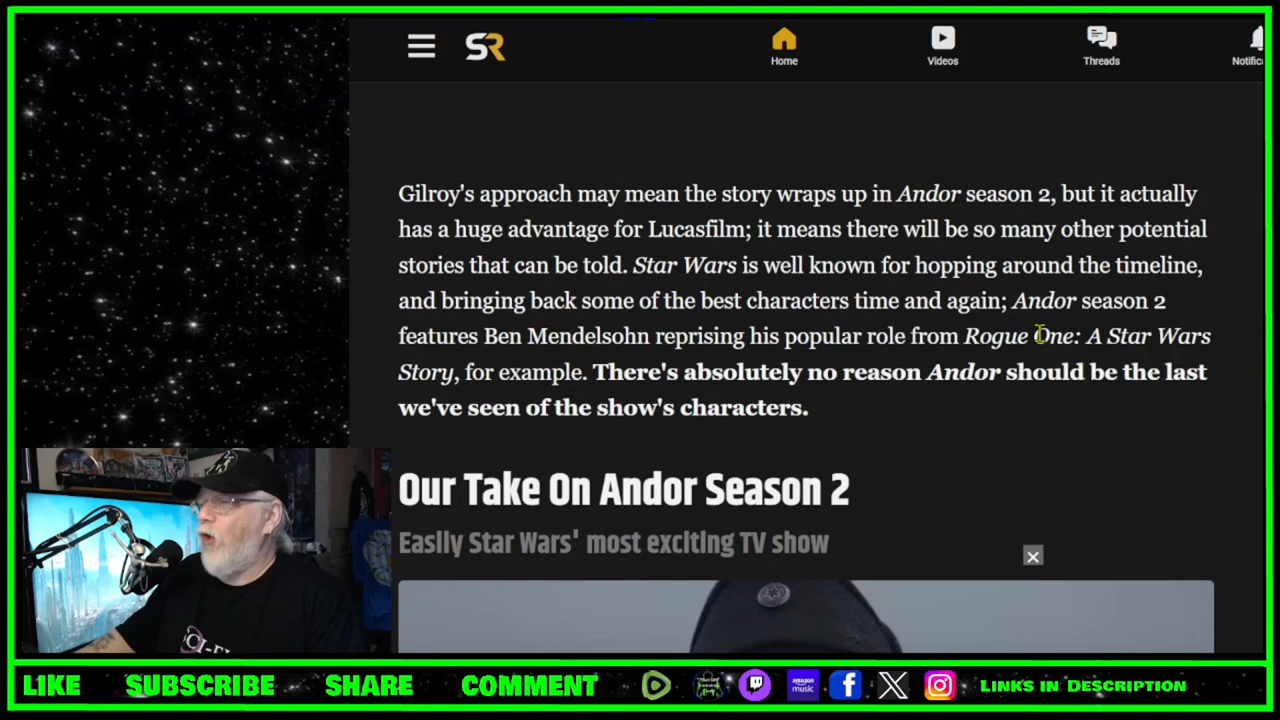 SR
Home
Videos
Threads
Notific
Gilroy's approach may mean the story wraps up in Andor season 2, but it actually
has a huge advantage for Lucasfilm; it means there will be so many other potential
stories that can be told. Star Wars is well known for hopping around the timeline,
and bringing back some of the best characters time and again; Andor season 2
features Ben Mendelsohn reprising his popular role from Rogue One: A Star Wars
Story, for example. There's absolutely no reason Andor should be the last
we've seen of the show's characters.
Our Take On Andor Season 2
Easily Star Wars' most exciting TV show
LIKE
SUBSCRIBE
SHARE
COMMENT
amazon
music
LINKS IN DESCRIPTION